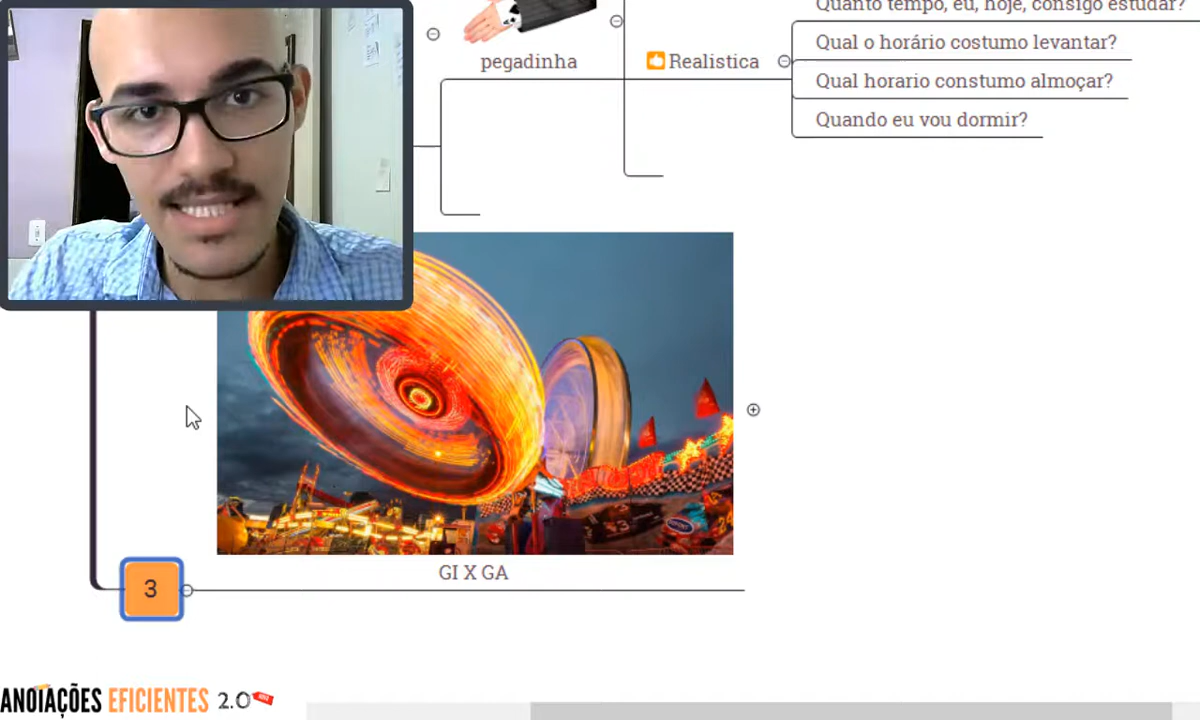 Quanto tempo, eu, hoje, consigo estudar?
Qual o horário costumo levantar?
pegadinha
Realistica
Qual horario constumo almoçar?
Quando eu vou dormir?
GI X GA
3
ANOTAÇÕES EFICIENTES 2.0